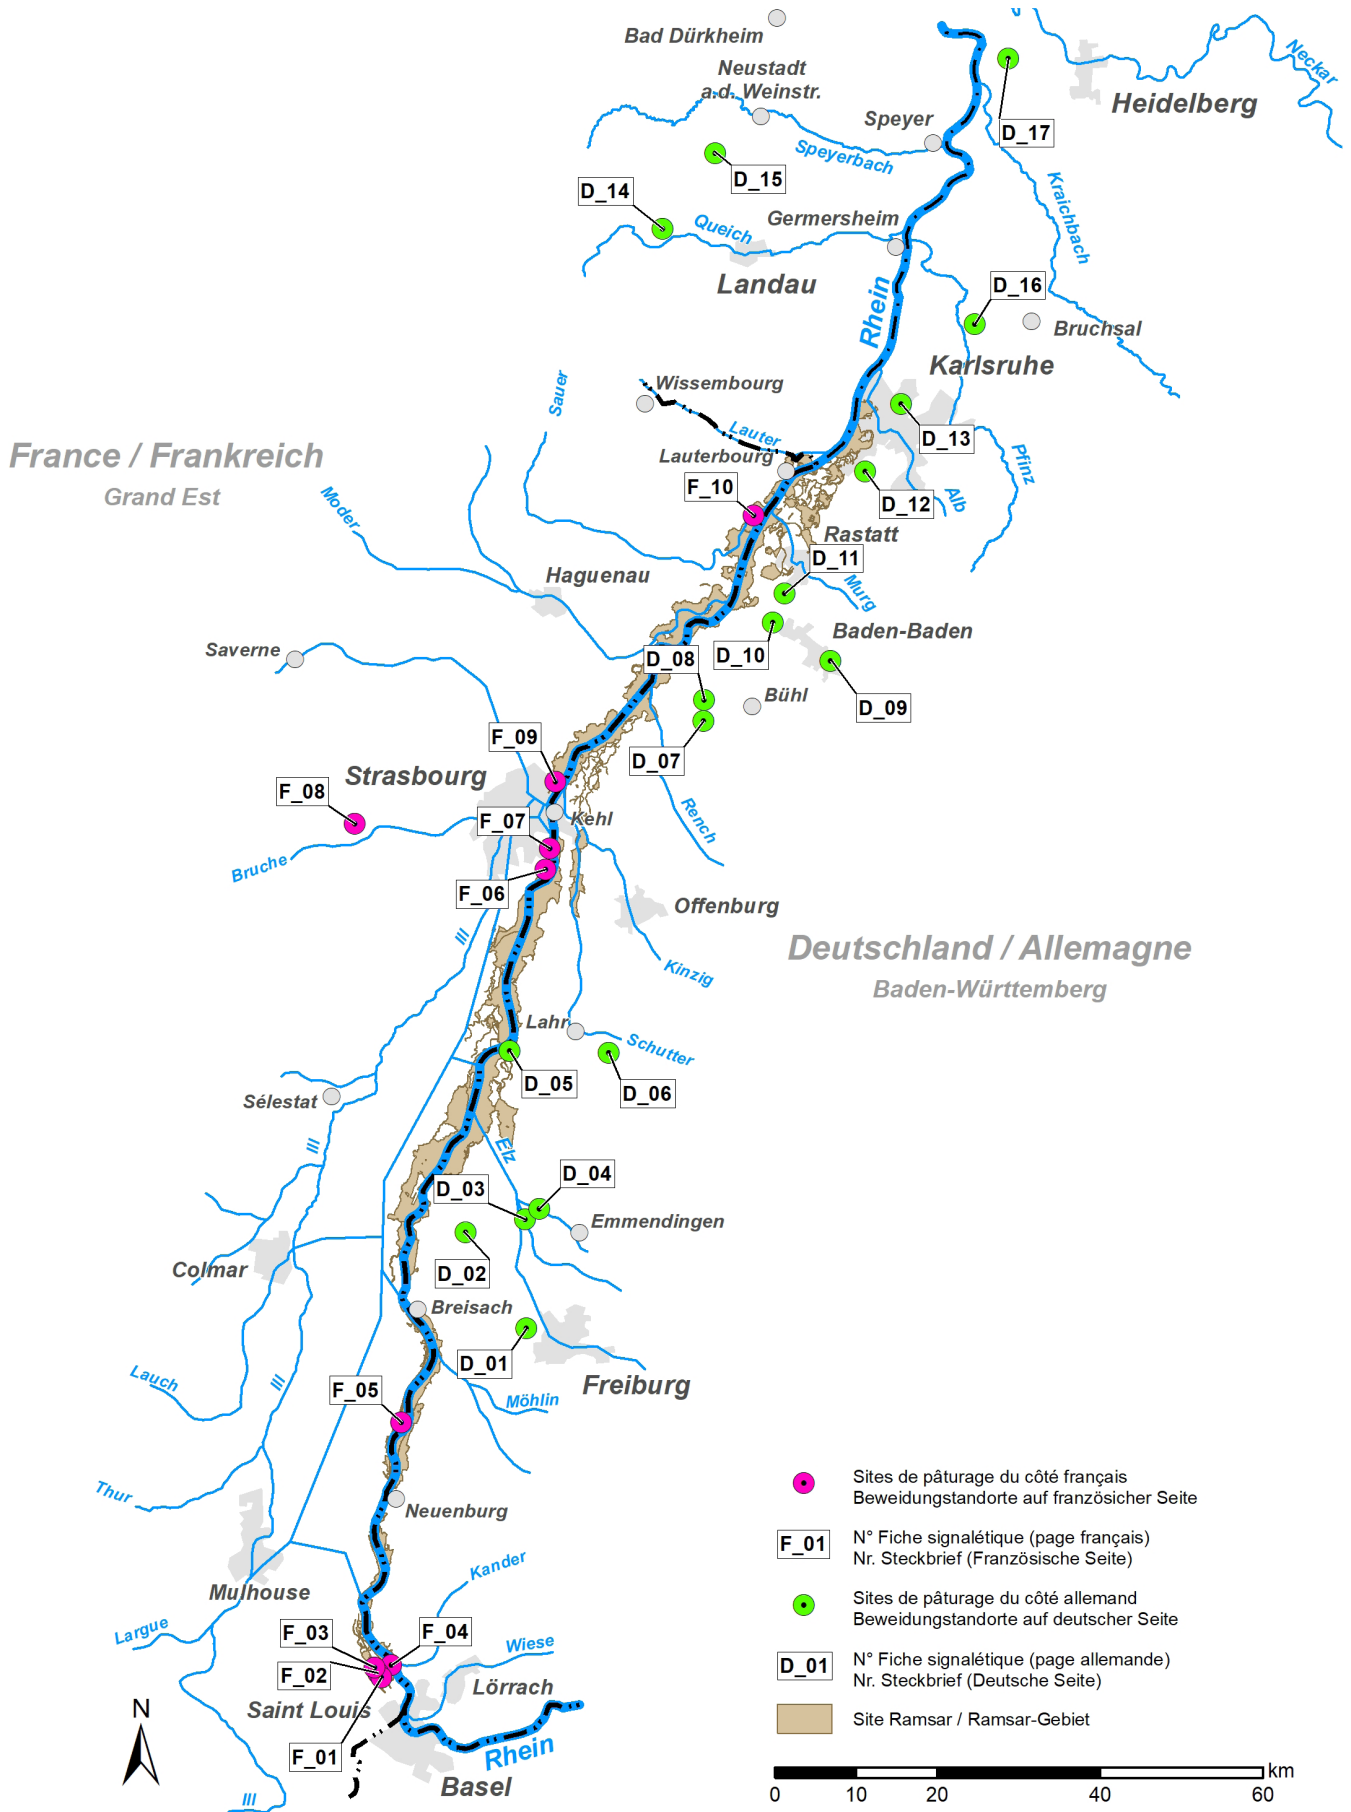 Bad Dürkheim
Neustadt
a.d. Weinstr.
Speyer
Neckar
Heidelberg
D_17
Speyerbach
D_15
D_14
Kraichbach
Germersheim
Queich
Landau
D_16
Rhein
Bruchsal
Karlsruhe
Wissembourg
Sauer
Lauter
D_13
France / Frankreich
Grand Est
Lauterbourg
Pfinz
F_10
Moder
D_12
Alb
Rastatt
D_11
Haguenau
Murg
Baden-Baden
Saverne
D_08
D_10
Bühl
D_09
F_09
D_07
Strasbourg
F_08
Kehl
F_07
Rench
Bruche
F_06
Offenburg
Ill
Deutschland / Allemagne
Baden-Württemberg
Kinzig
Lahr
Schutter
D_05
D_06
Sélestat
Ill
Elz
D_04
D_03
Emmendingen
Colmar
D_02
Breisach
D_01
Lauch
Ill
F_05
Freiburg
Möhlin
Thur
Neuenburg
Kander
Mulhouse
Largue
F_03
F_04
Wiese
F_02
Lörrach
Saint Louis
N
F_01
Rhein
Basel
Ill
Sites de pâturage du côté français
Beweidungstandorte auf französicher Seite
F_01
N° Fiche signalétique (page français)
Nr. Steckbrief (Französische Seite)
Sites de pâturage du côté allemand
Beweidungstandorte auf deutscher Seite
D_01
N° Fiche signalétique (page allemande)
Nr. Steckbrief (Deutsche Seite)
Site Ramsar / Ramsar-Gebiet
km
0 10 20 40 60